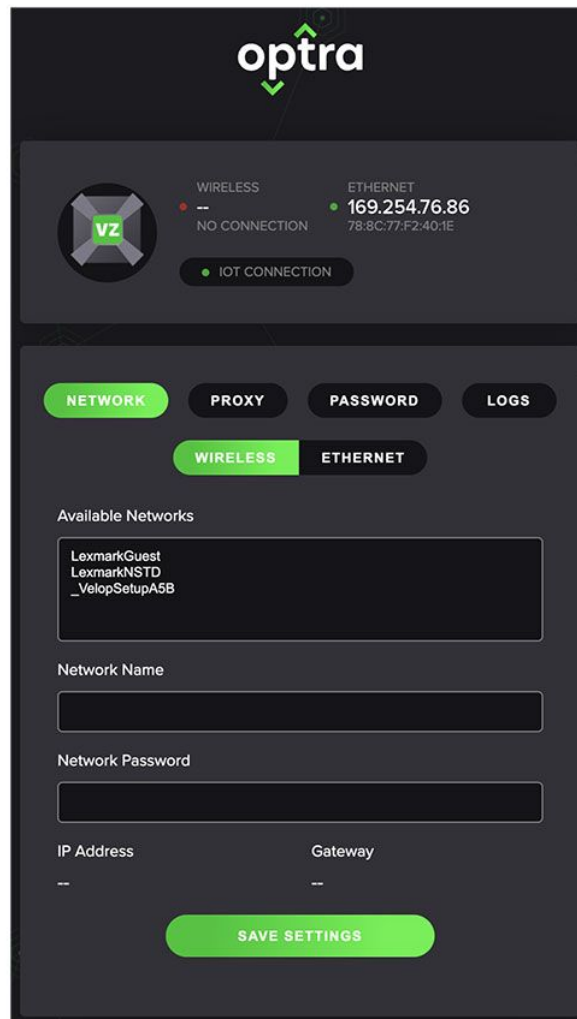 optra
WIRELESS
--
NO CONNECTION
ETHERNET
169.254.76.86
78:8C:77:F2:40:1E
VZ
IOT CONNECTION
NETWORK PROXY PASSWORD LOGS
WIRELESS ETHERNET
Available Networks
LexmarkGuest
LexmarkNSTD
_VelopSetupA5B
Network Name
Network Password
IP Address Gateway
-- --
SAVE SETTINGS